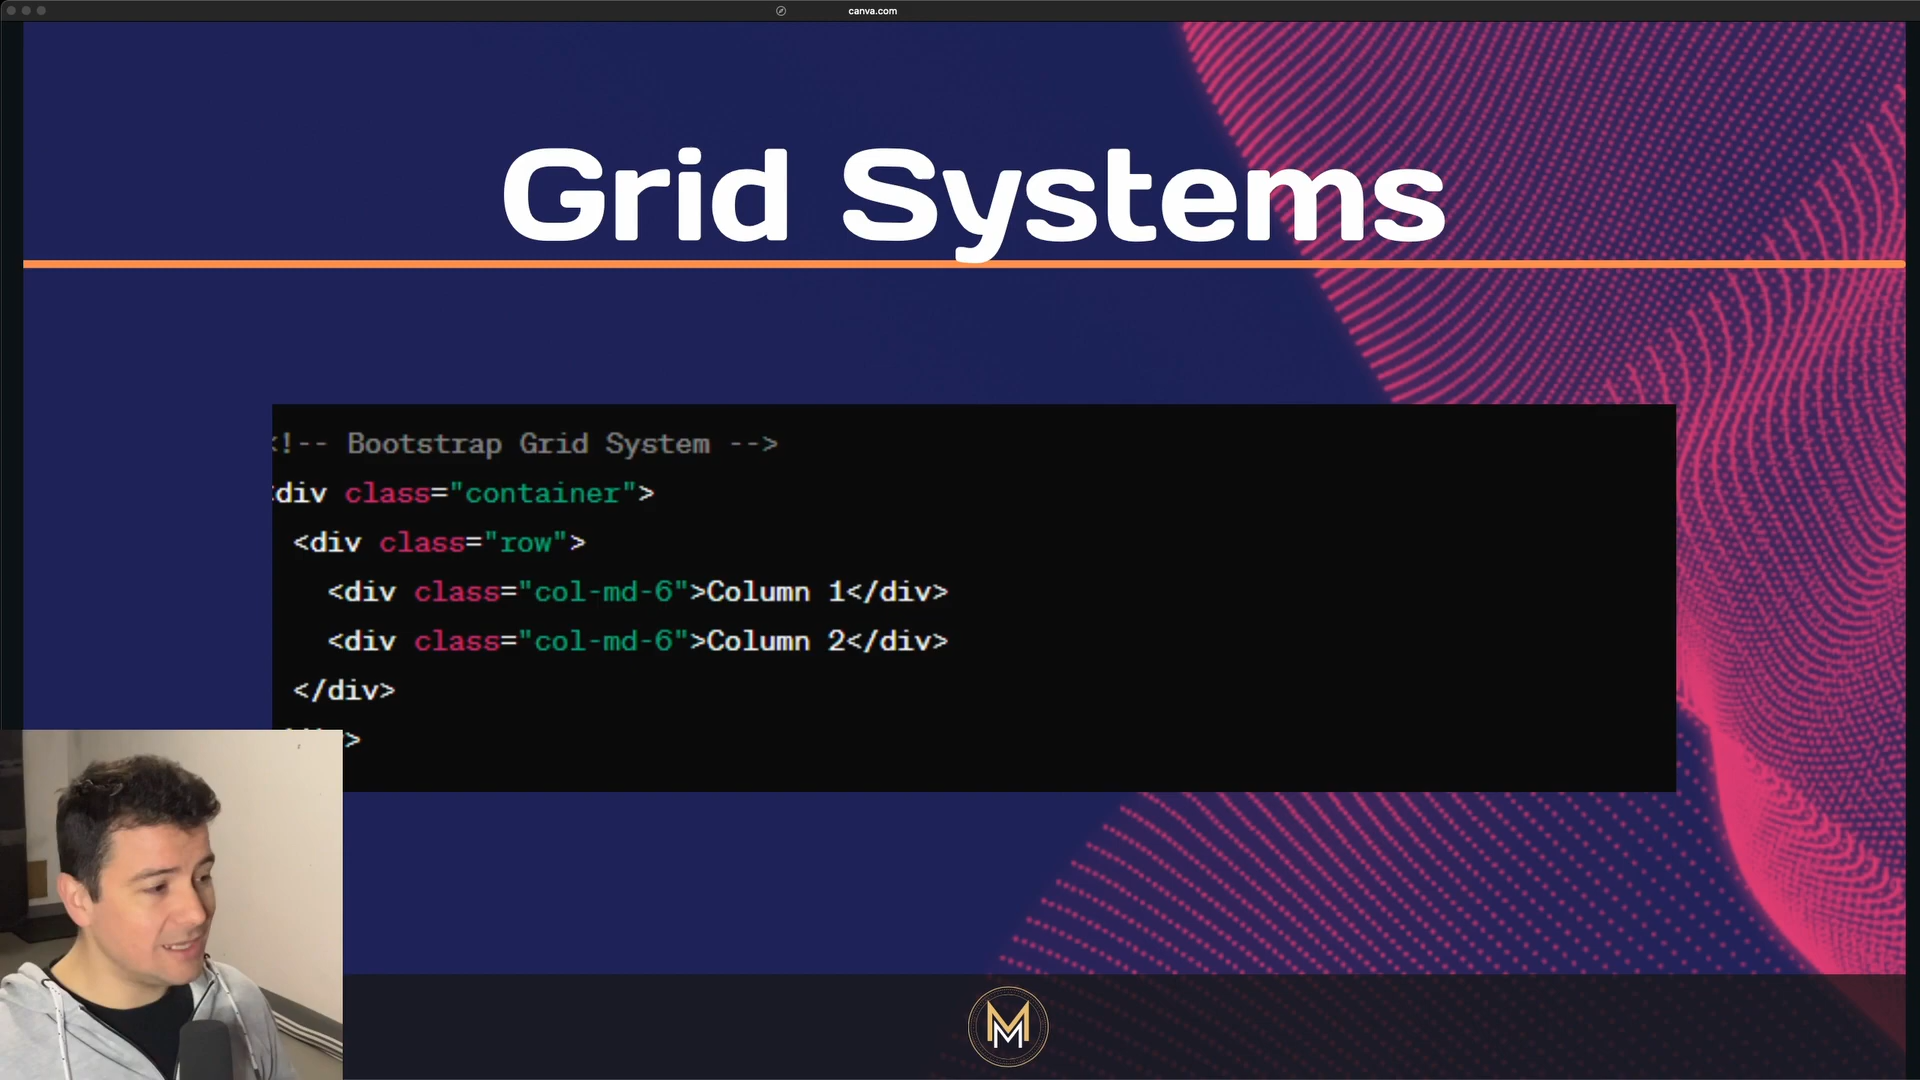 canva.com
Grid Systems
<!-- Bootstrap Grid System -->
div class="container">
<div class="row">
<div class="col-md-6">Column 1</div>
<div class="col-md-6">Column 2</div>
</div>
>
M